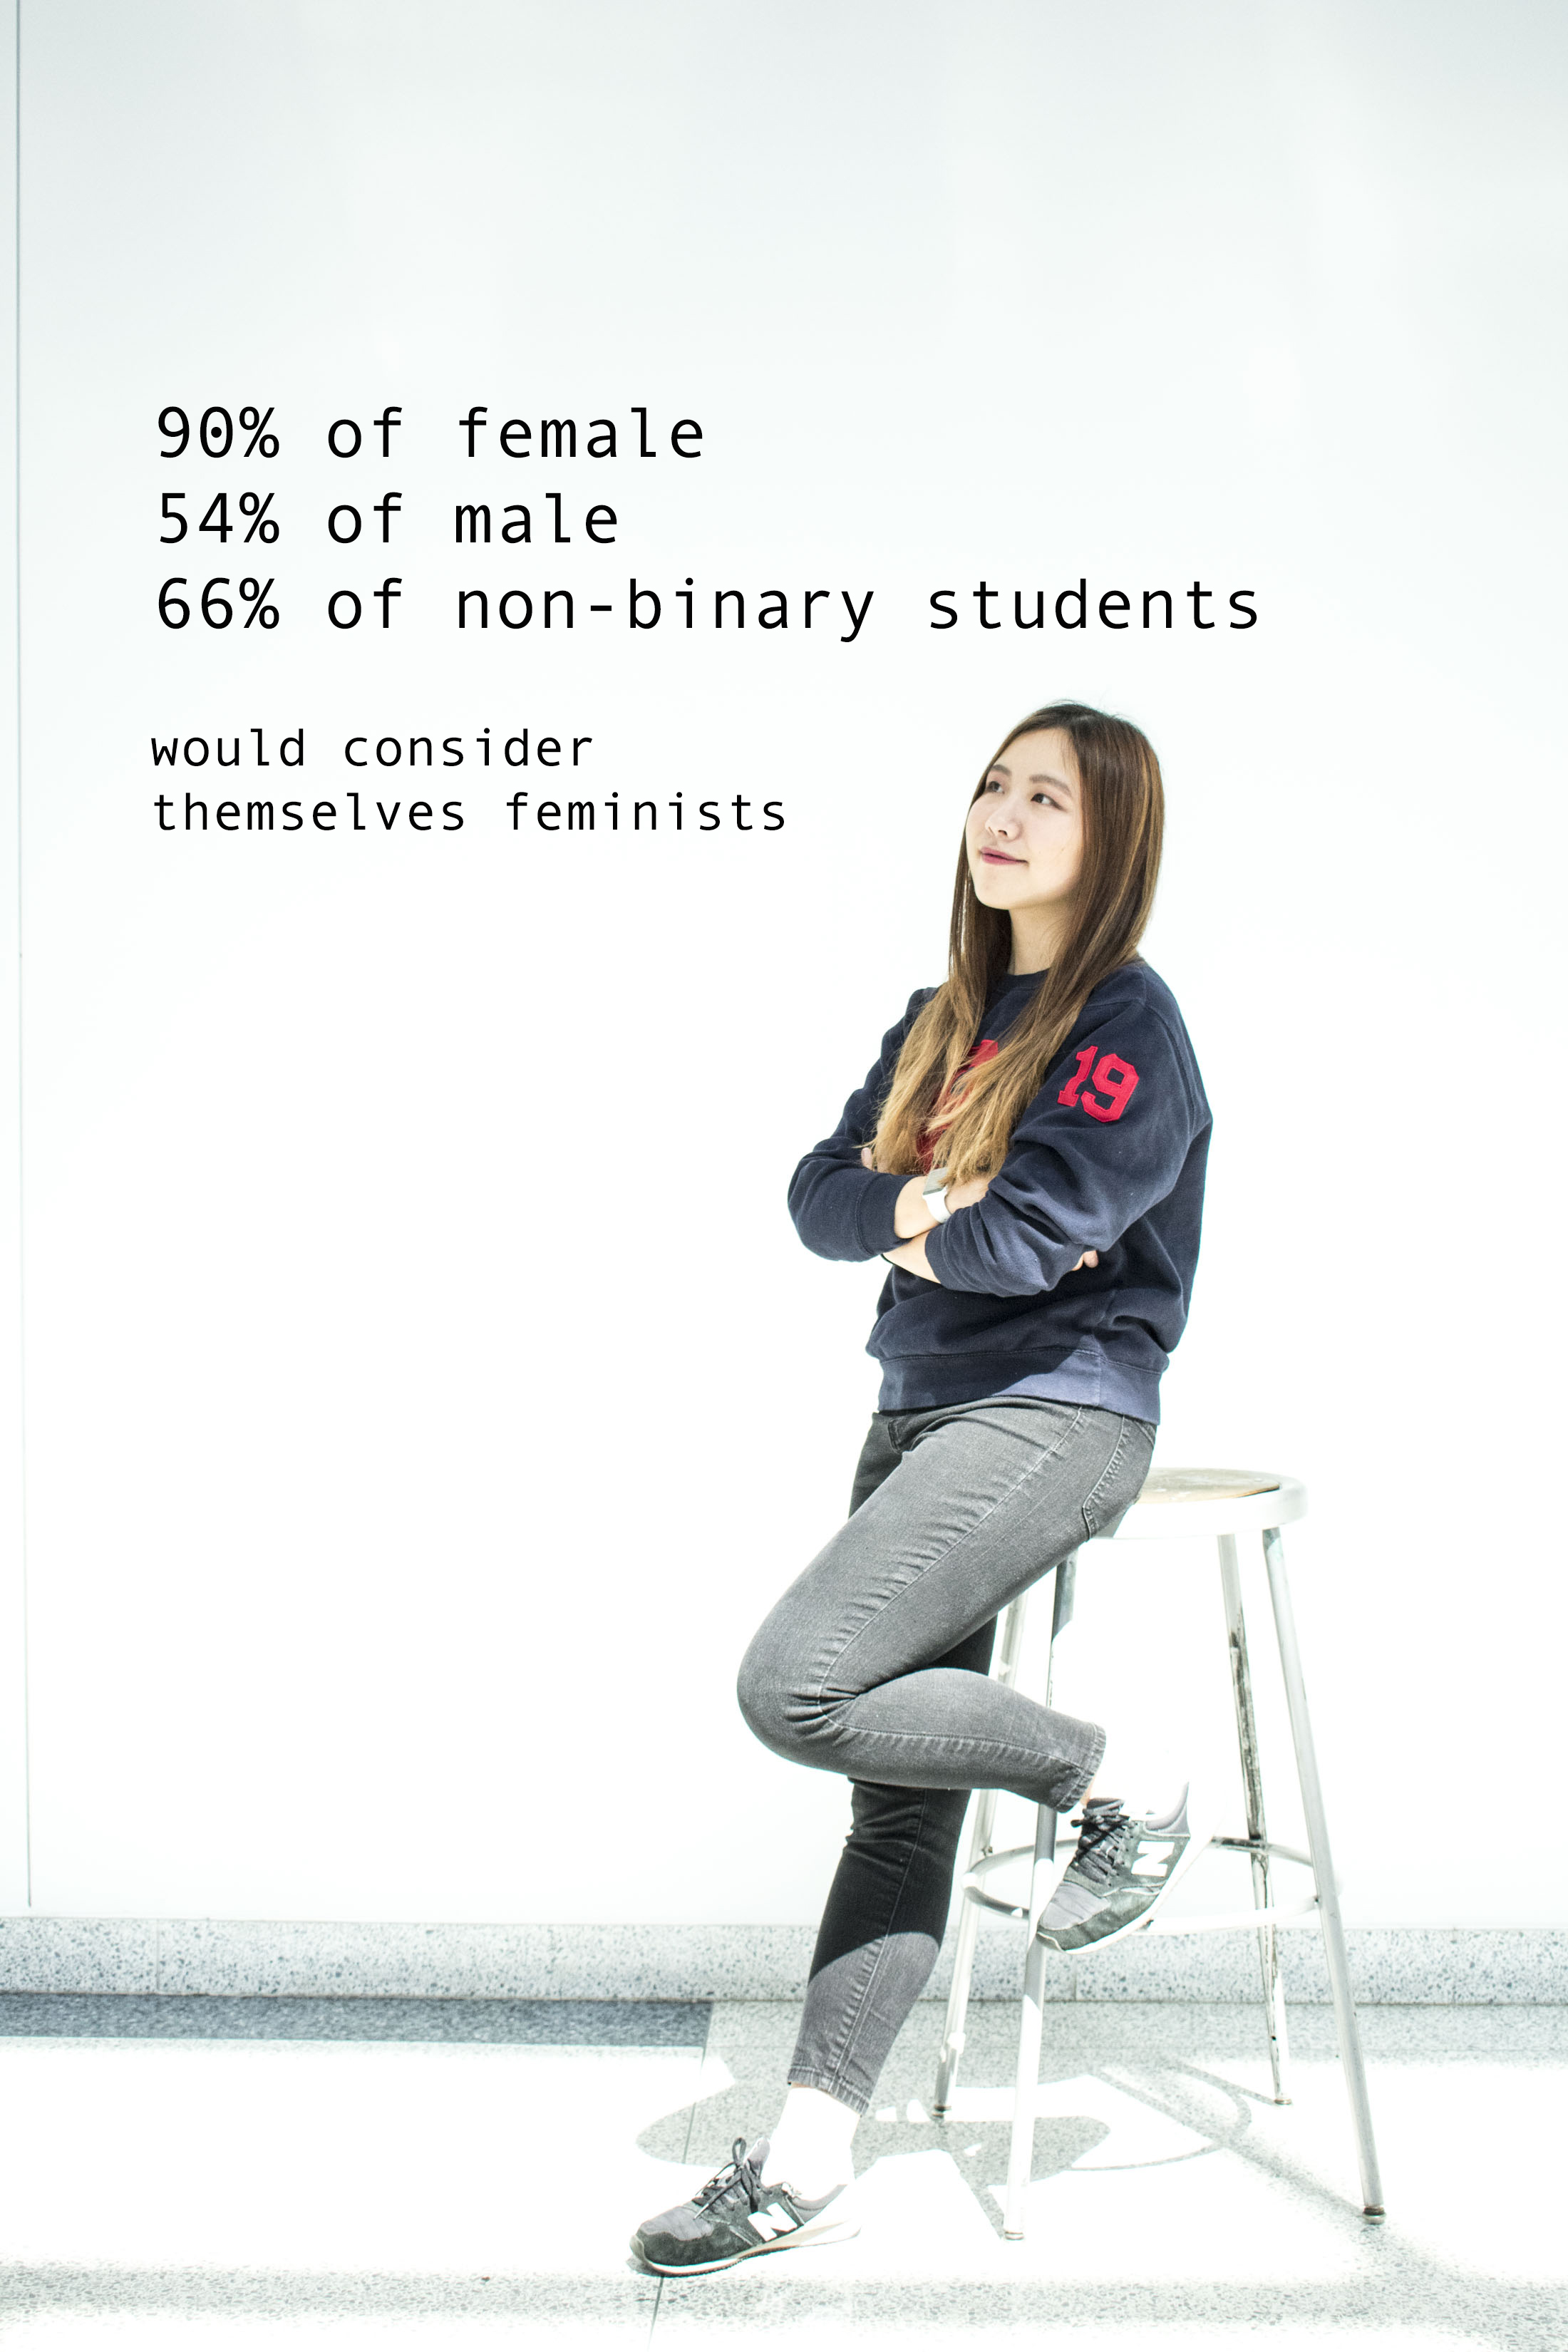 90% of female
54% of male
66% of non-binary students
would consider
themselves feminists
19
N
N